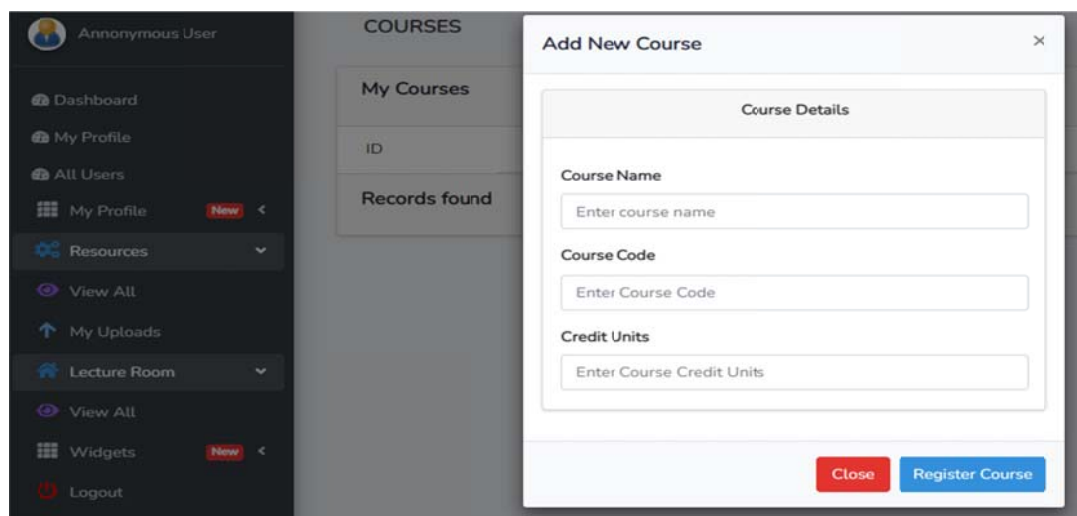 Annonymous User
Dashboard
My Profile
All Users
My Profile New
Resources
View All
My Uploads
Lecture Room
View All
Widgets New
Logout
COURSES
My Courses
ID
Records found
Add New Course ×
Course Details
Course Name
Enter course name
Course Code
Enter Course Code
Credit Units
Enter Course Credit Units
Close Register Course